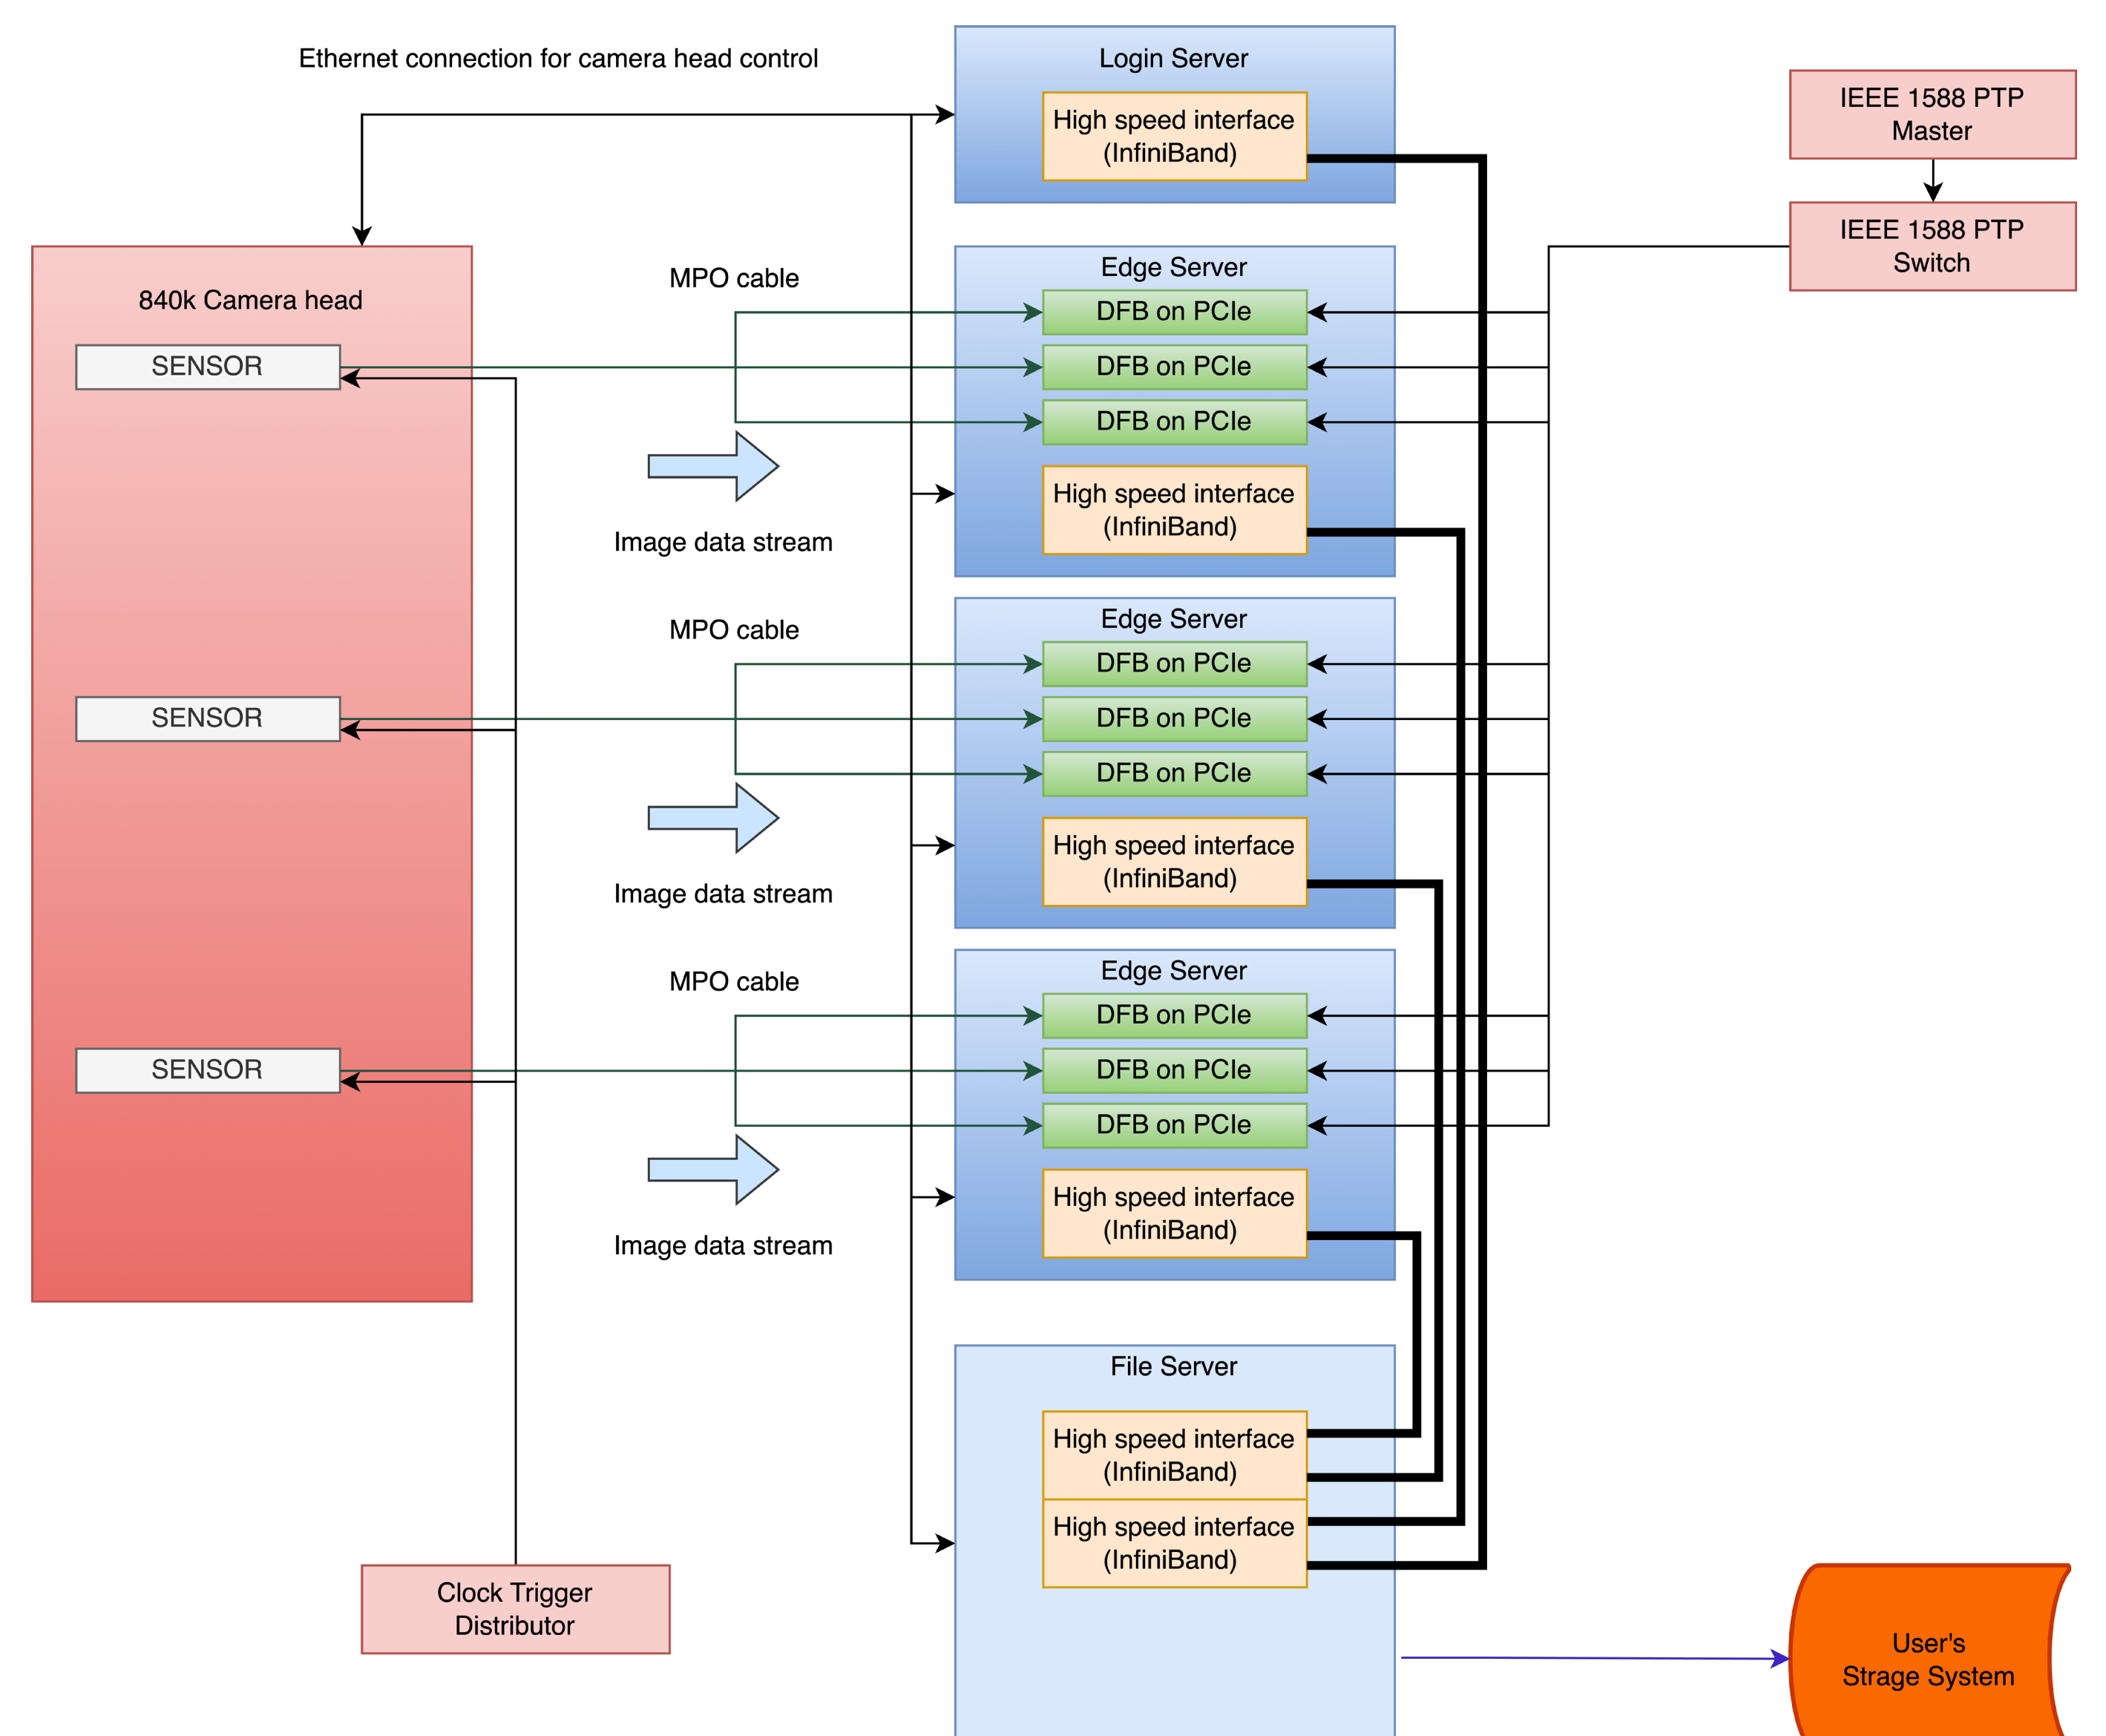 Ethernet connection for camera head control
Login Server
High speed interface
(InfiniBand)
IEEE 1588 PTP
Master
IEEE 1588 PTP
Switch
840k Camera head
SENSOR
SENSOR
SENSOR
MPO cable
Image data stream
Edge Server
DFB on PCIe
DFB on PCIe
DFB on PCIe
High speed interface
(InfiniBand)
MPO cable
Image data stream
Edge Server
DFB on PCIe
DFB on PCIe
DFB on PCIe
High speed interface
(InfiniBand)
MPO cable
Image data stream
Edge Server
DFB on PCIe
DFB on PCIe
DFB on PCIe
High speed interface
(InfiniBand)
File Server
High speed interface
(InfiniBand)
High speed interface
(InfiniBand)
Clock Trigger
Distributor
User's
Strage System